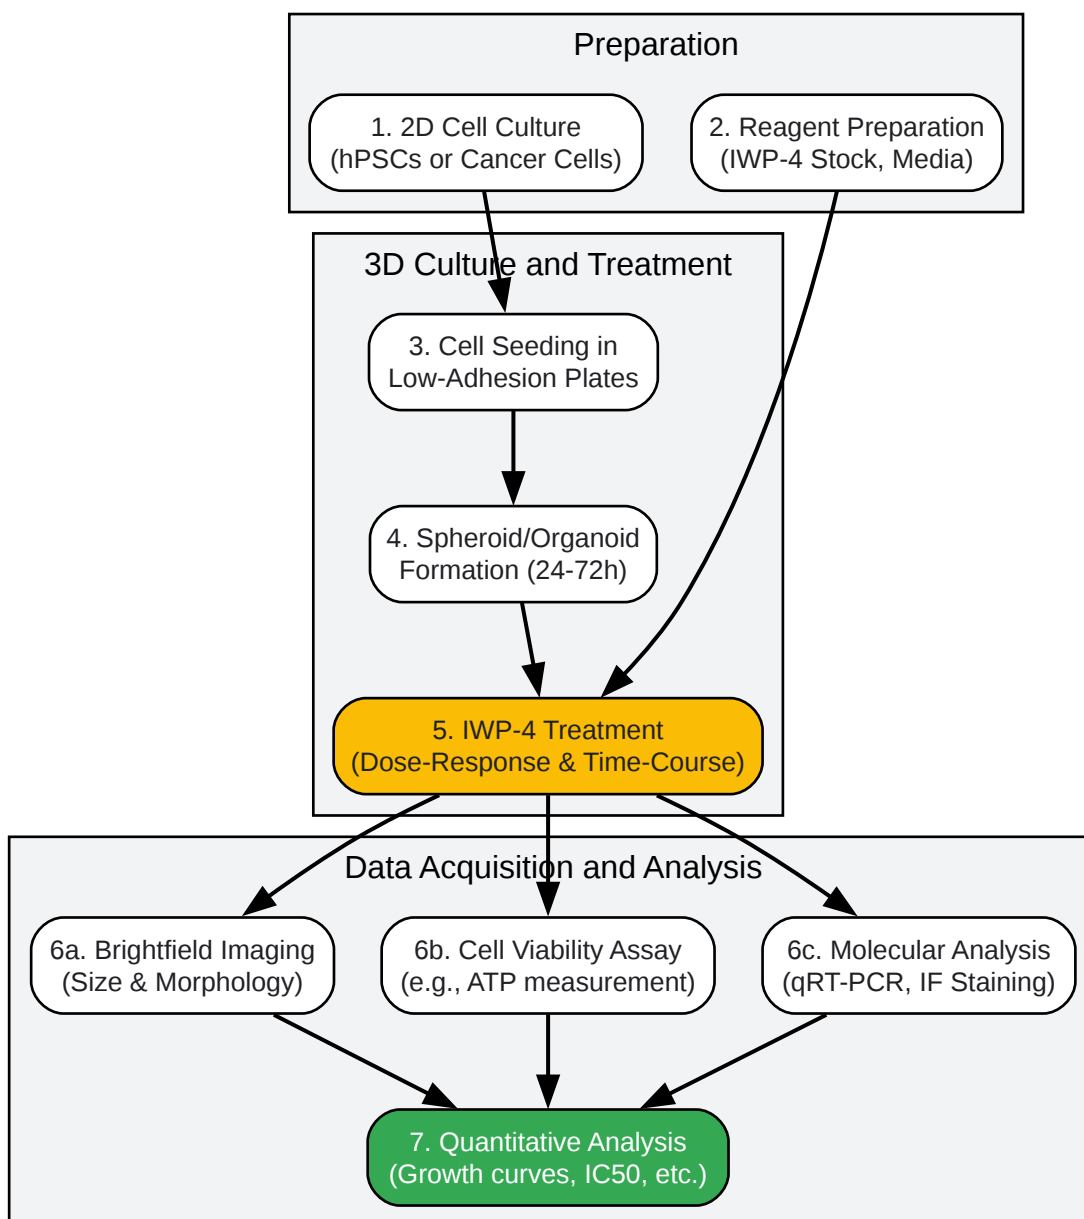 Preparation
1. 2D Cell Culture
(hPSCs or Cancer Cells)
2. Reagent Preparation
(IWP-4 Stock, Media)
3D Culture and Treatment
3. Cell Seeding in
Low-Adhesion Plates
4. Spheroid/Organoid
Formation (24-72h)
5. IWP-4 Treatment
(Dose-Response & Time-Course)
Data Acquisition and Analysis
6a. Brightfield Imaging
(Size & Morphology)
6b. Cell Viability Assay
(e.g., ATP measurement)
6c. Molecular Analysis
(qRT-PCR, IF Staining)
7. Quantitative Analysis
(Growth curves, IC50, etc.)